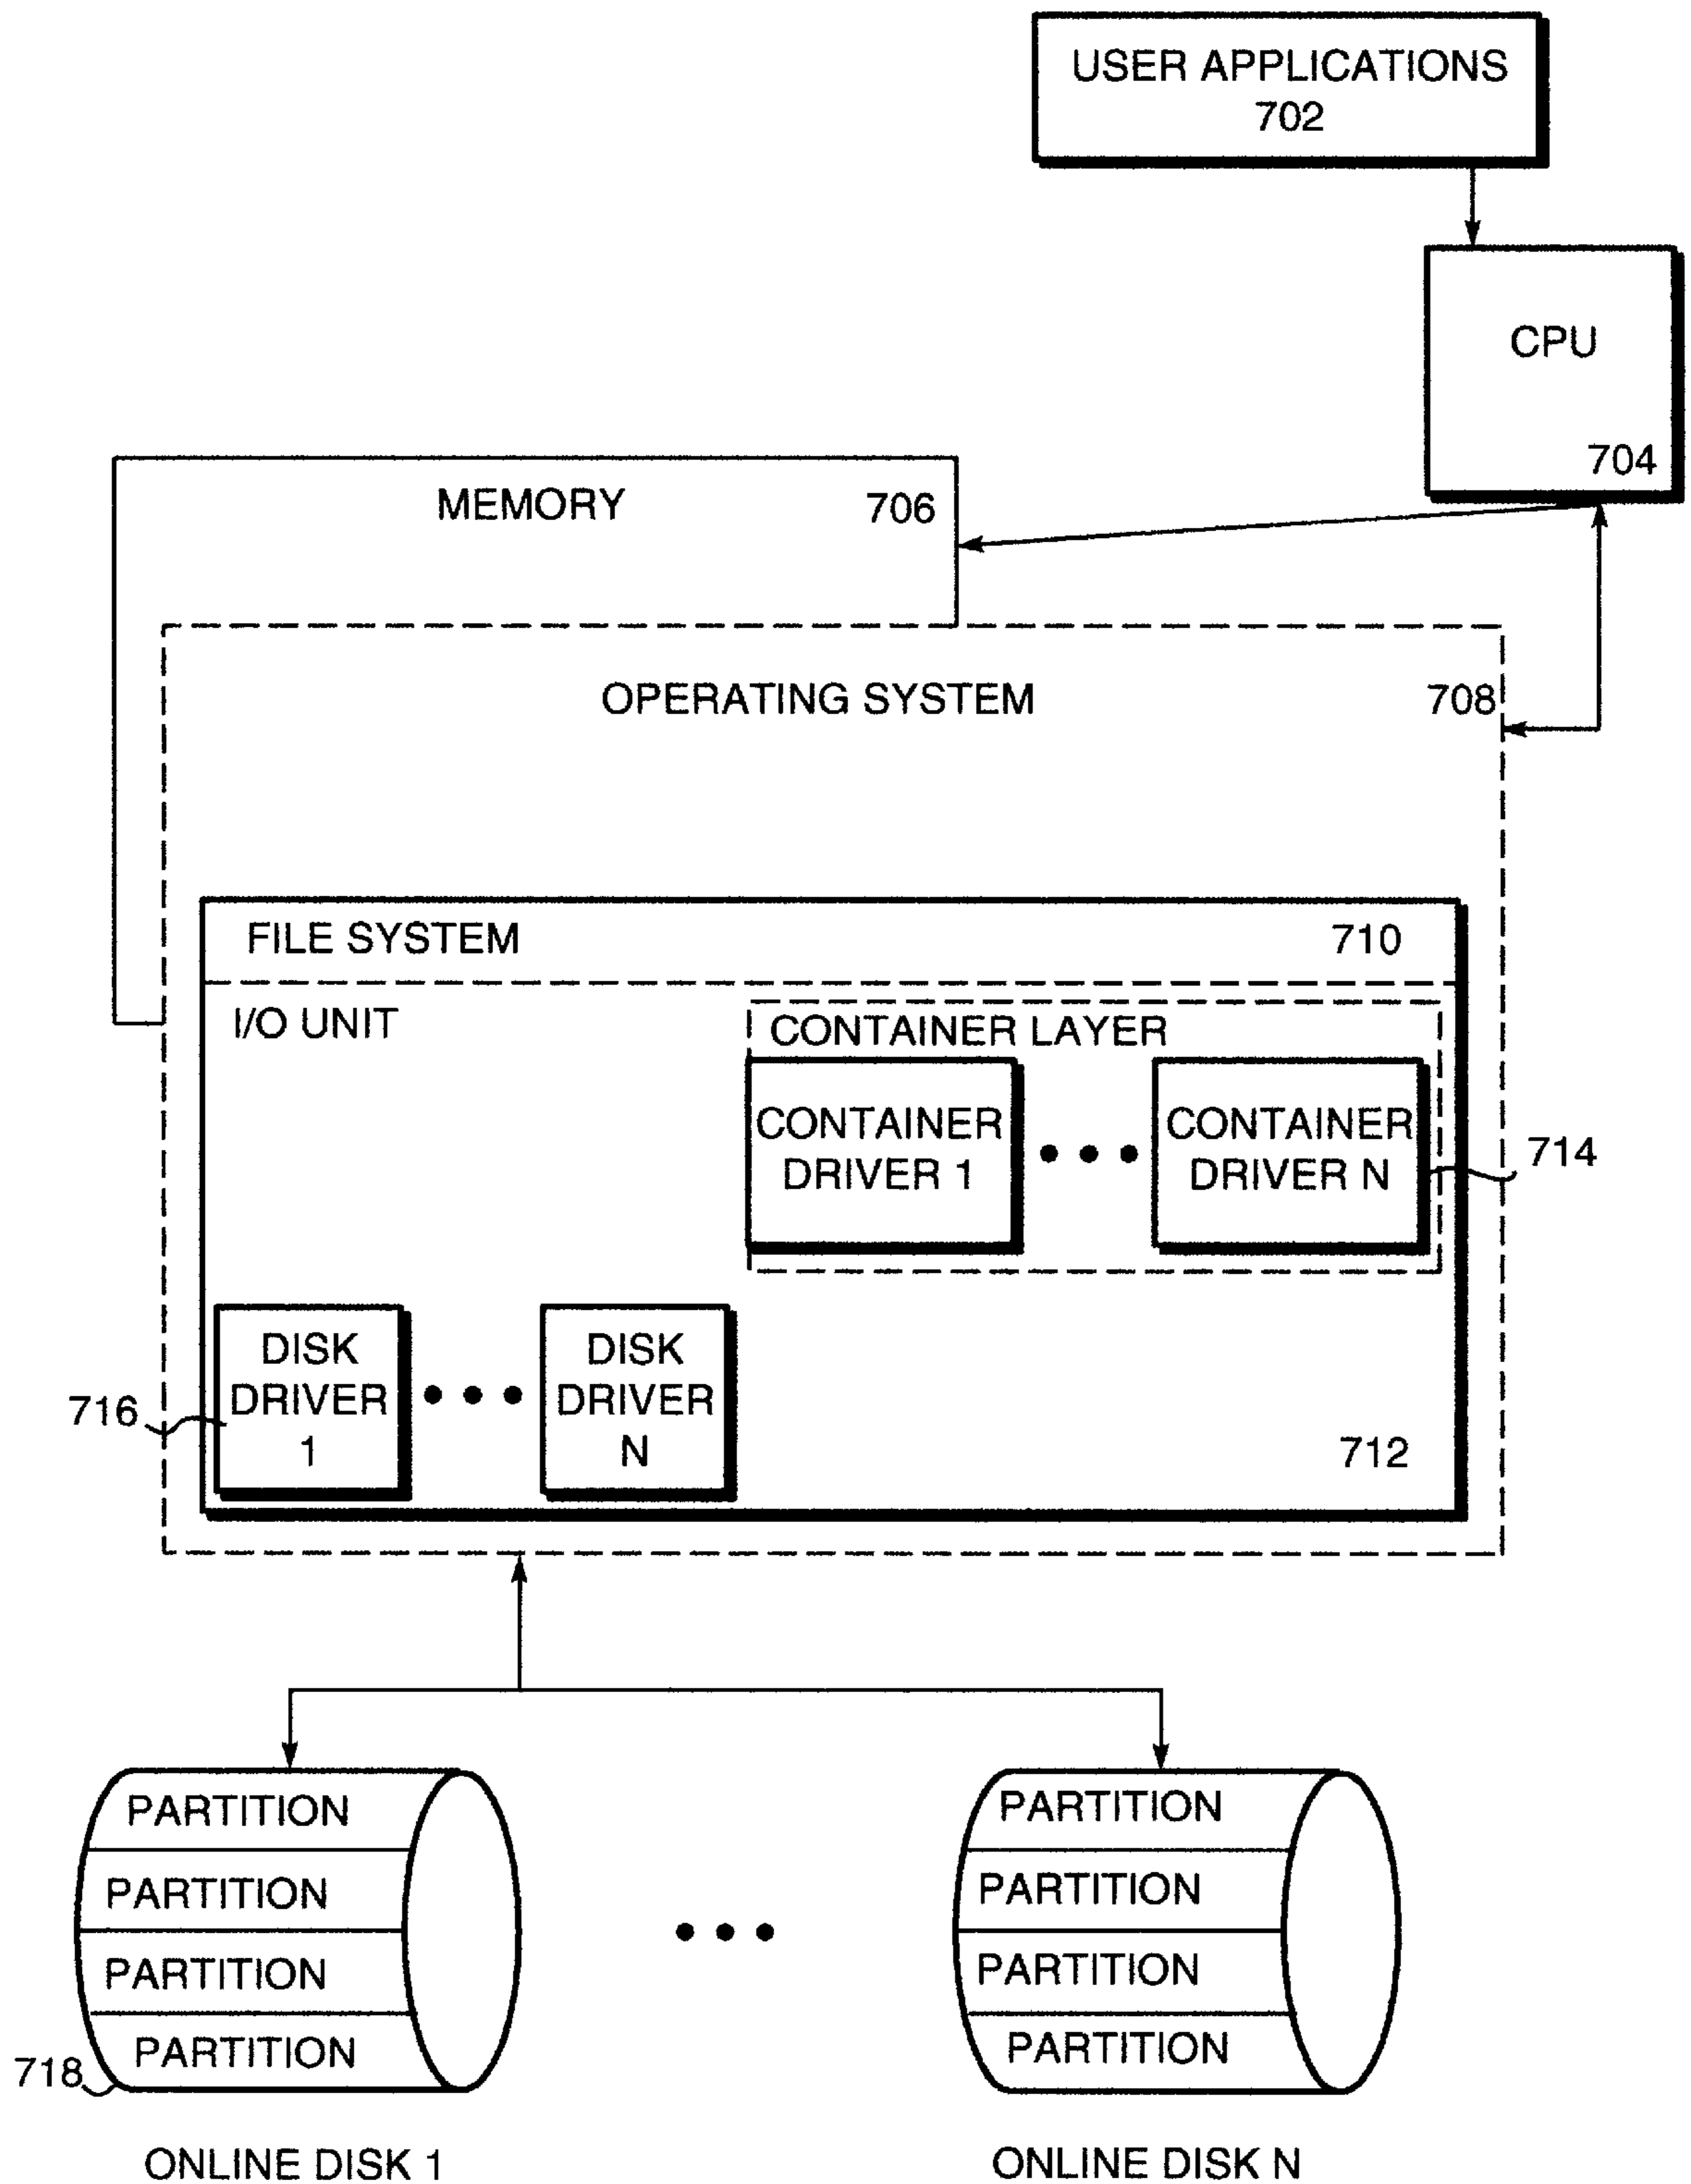 USER APPLICATIONS
702
CPU
704
MEMORY
706
OPERATING SYSTEM
708
FILE SYSTEM
710
I/O UNIT
CONTAINER LAYER
CONTAINER
DRIVER 1
CONTAINER
DRIVER N
714
DISK
DRIVER
1
DISK
DRIVER
N
716
712
PARTITION
PARTITION
PARTITION
PARTITION
718
ONLINE DISK 1
PARTITION
PARTITION
PARTITION
PARTITION
ONLINE DISK N